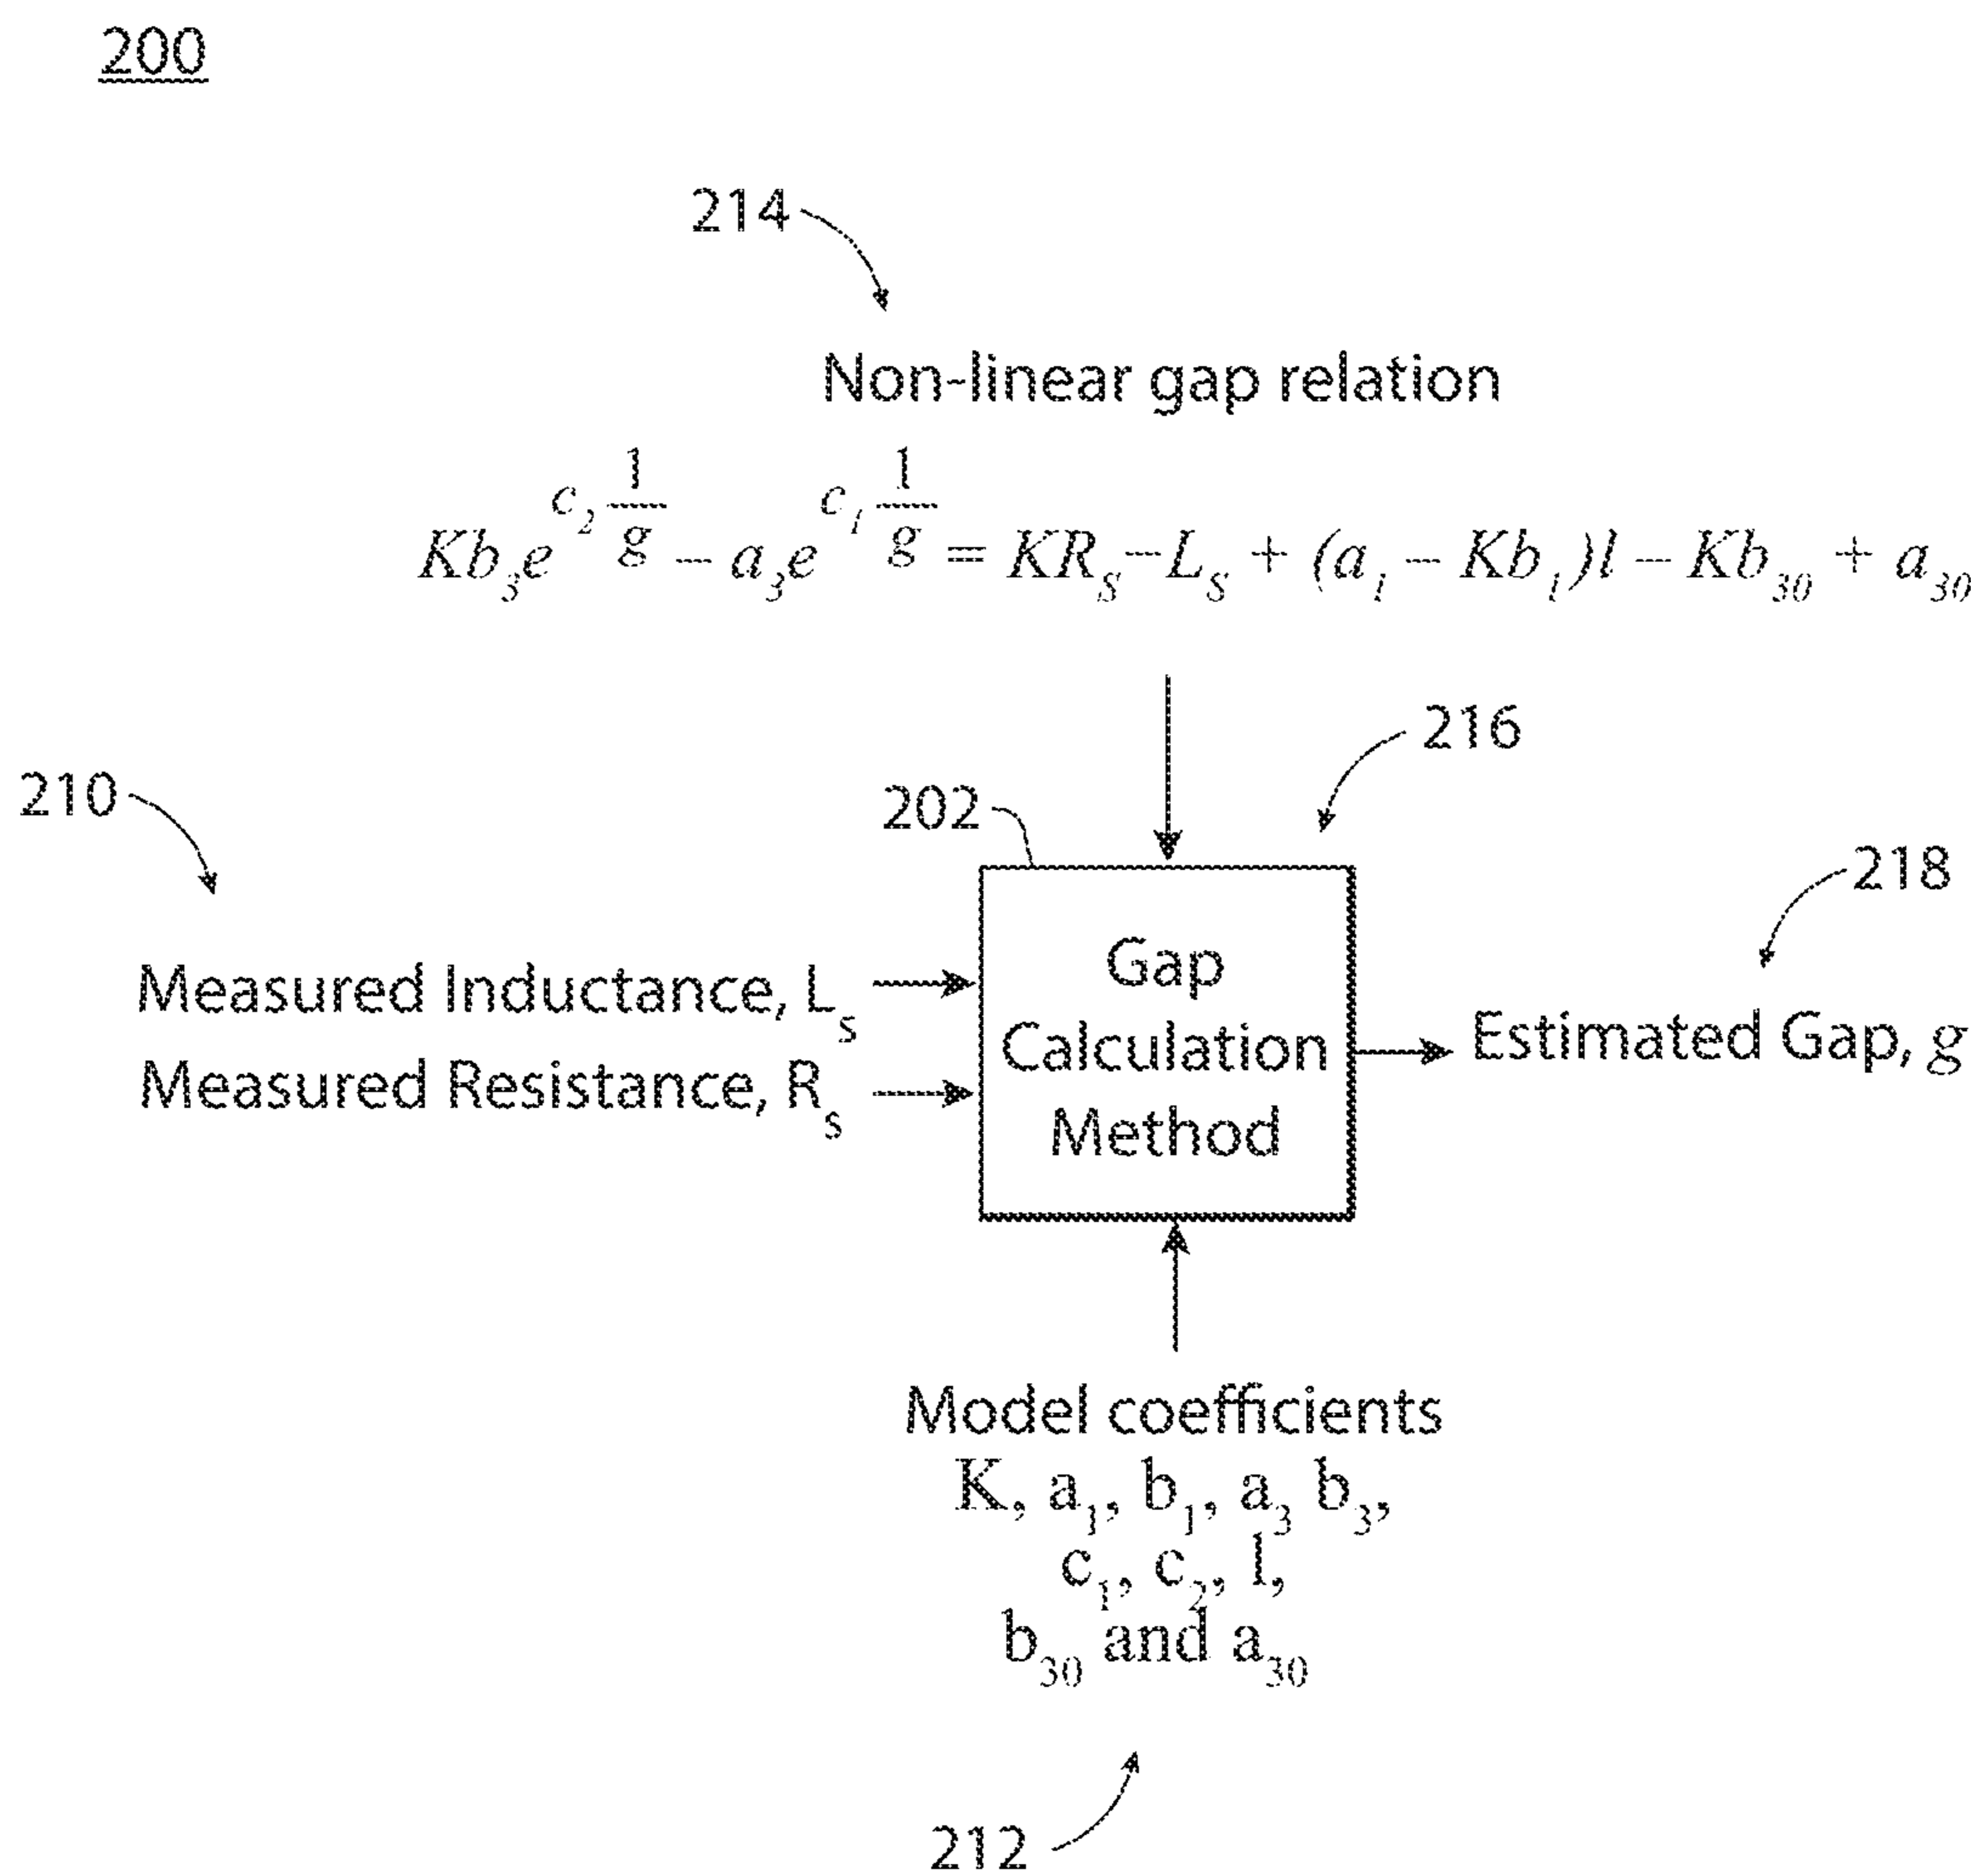 200
214
Non-linear gap relation
Kb₃e^{c₂ 1/g} − a₃e^{c₁ 1/g} = KR_S − L_S + (a₁ − Kb₁)l − Kb₃₀ + a₃₀
216
210
202
218
Measured Inductance, Lₛ
Measured Resistance, Rₛ
Gap
Calculation
Method
Estimated Gap, g
Model coefficients
K, a₁, b₁, a₃ b₃,
c₁, c₂, l,
b₃₀ and a₃₀
212